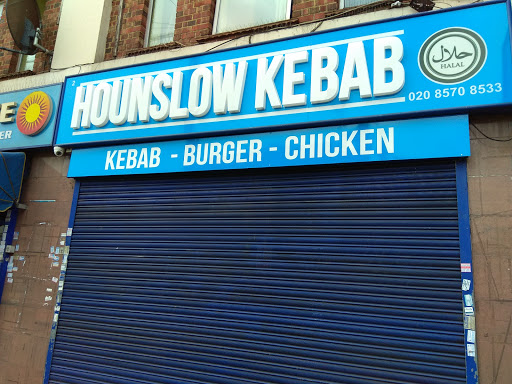 HOUNSLOW KEBAB
حلال
HALAL
020 8570 8533
KEBAB - BURGER - CHICKEN